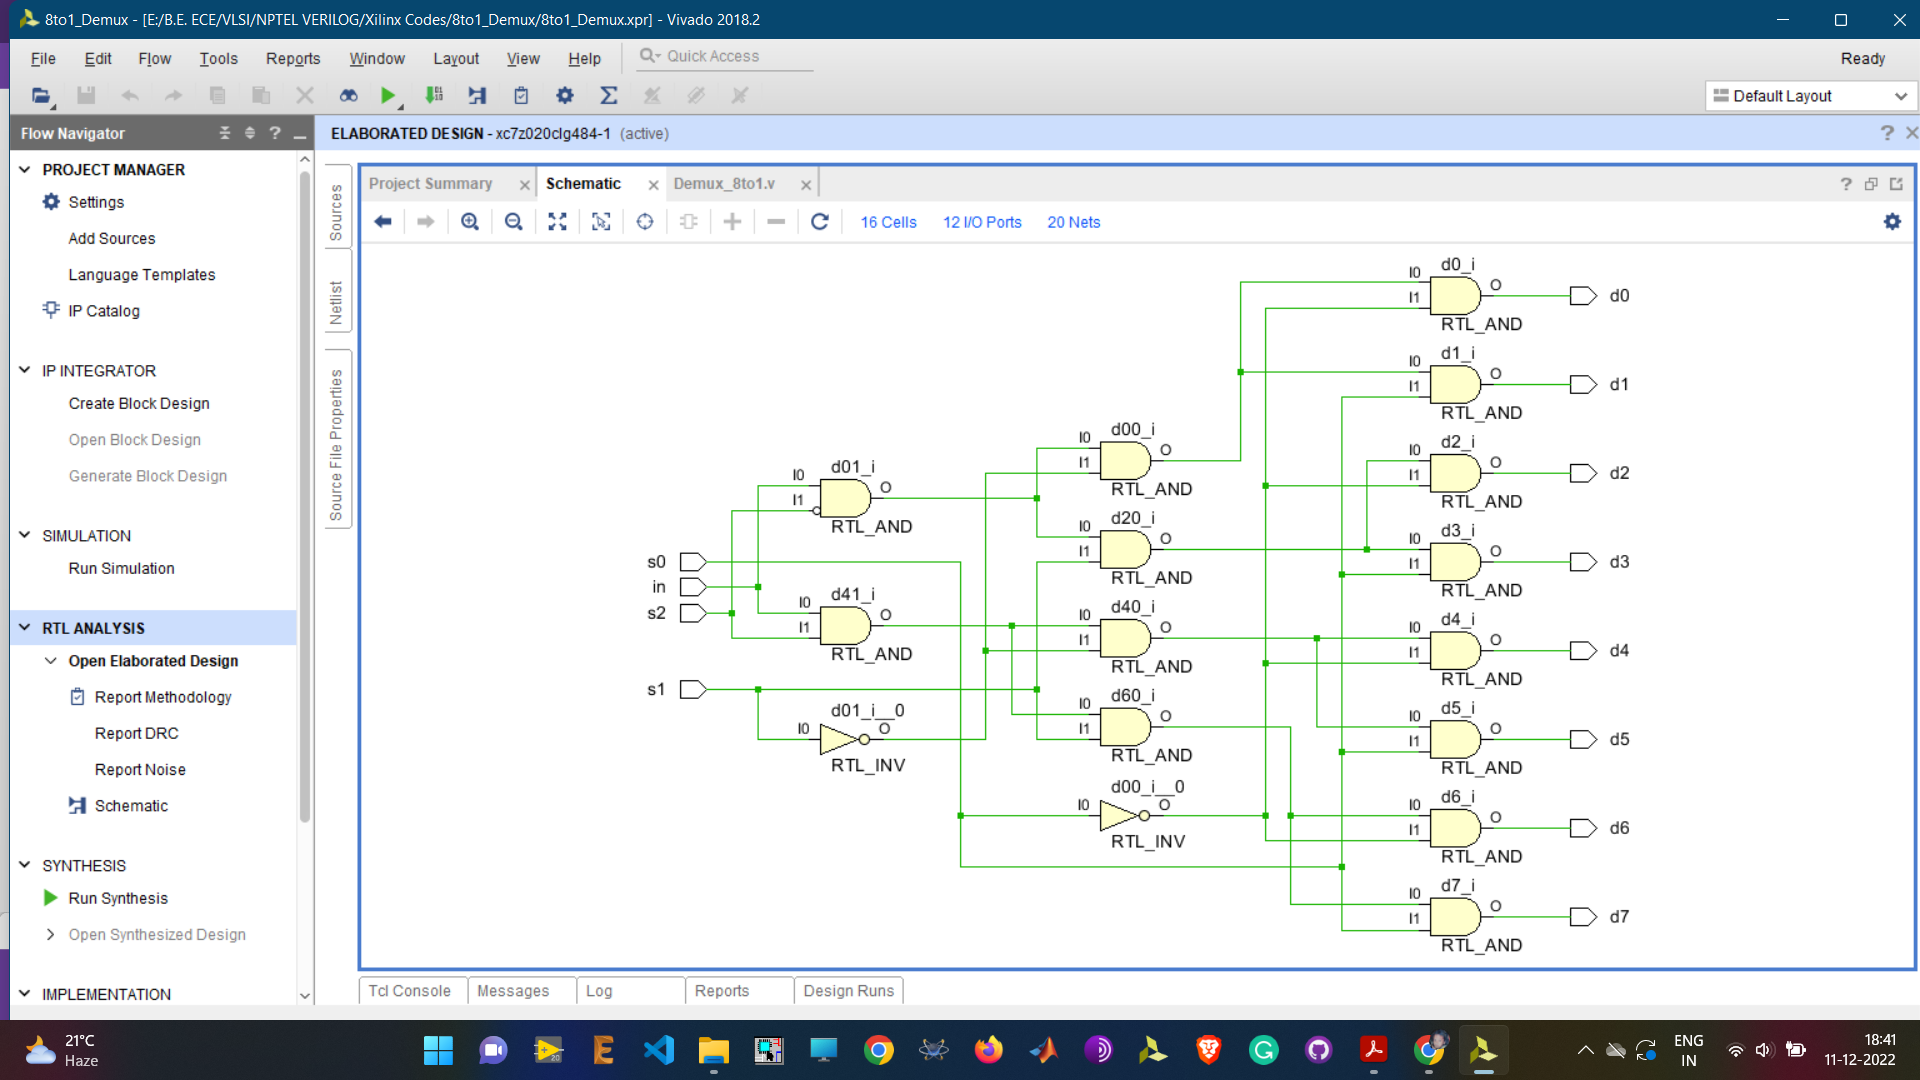 8to1_Demux - [E:/B.E. ECE/VLSI/NPTEL VERILOG/Xilinx Codes/8to1_Demux/8to1_Demux.xpr] - Vivado 2018.2
File Edit Flow Tools Reports Window Layout View Help Quick Access Ready
Default Layout
Flow Navigator
ELABORATED DESIGN - xc7z020clg484-1 (active)
PROJECT MANAGER
Settings
Add Sources
Language Templates
IP Catalog
IP INTEGRATOR
Create Block Design
Open Block Design
Generate Block Design
SIMULATION
Run Simulation
RTL ANALYSIS
Open Elaborated Design
Report Methodology
Report DRC
Report Noise
Schematic
SYNTHESIS
Run Synthesis
Open Synthesized Design
IMPLEMENTATION
Sources
Netlist
Source File Properties
Project Summary Schematic Demux_8to1.v
16 Cells 12 I/O Ports 20 Nets
s0
in
s2
s1
d01_i
I0
I1
O
RTL_AND
d41_i
I0
I1
O
RTL_AND
d01_i__0
I0
O
RTL_INV
d00_i
I0
I1
O
RTL_AND
d20_i
I0
I1
O
RTL_AND
d40_i
I0
I1
O
RTL_AND
d60_i
I0
I1
O
RTL_AND
d00_i__0
I0
O
RTL_INV
d0_i
I0
I1
O
RTL_AND
d0
d1_i
I0
I1
O
RTL_AND
d1
d2_i
I0
I1
O
RTL_AND
d2
d3_i
I0
I1
O
RTL_AND
d3
d4_i
I0
I1
O
RTL_AND
d4
d5_i
I0
I1
O
RTL_AND
d5
d6_i
I0
I1
O
RTL_AND
d6
d7_i
I0
I1
O
RTL_AND
d7
Tcl Console Messages Log Reports Design Runs
21°C
Haze
ENG
IN
18:41
11-12-2022